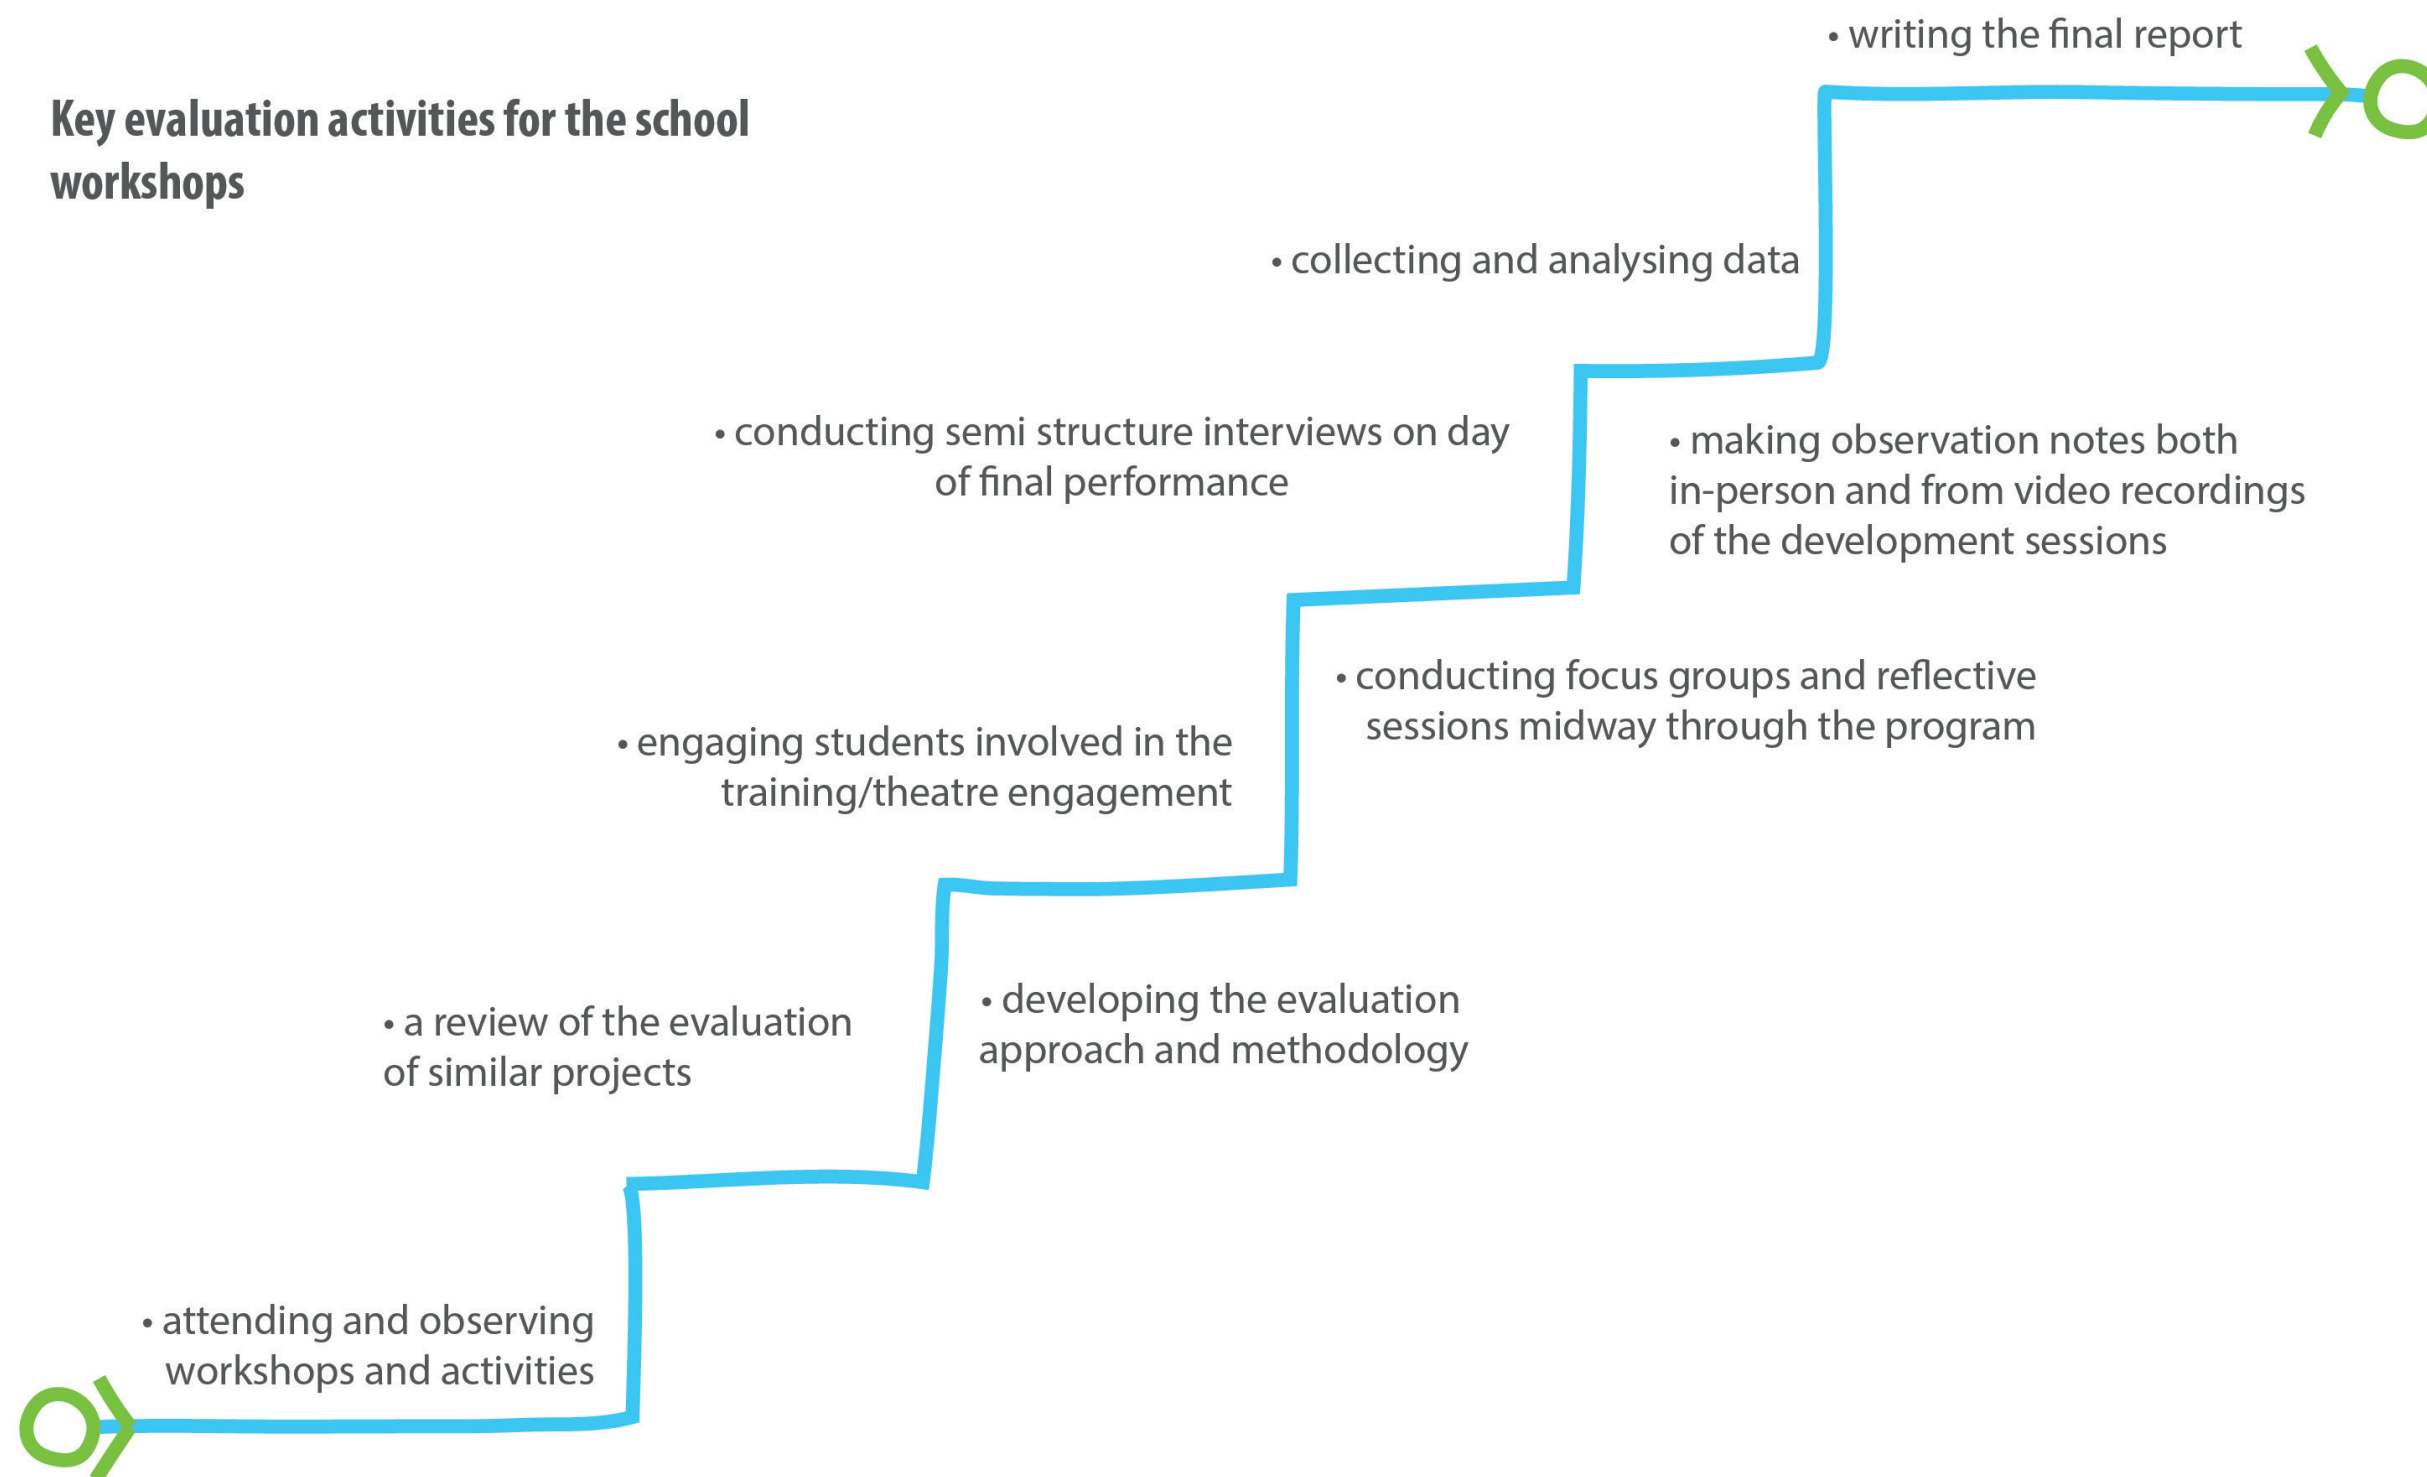 Key evaluation activities for the school
workshops
• writing the final report
• collecting and analysing data
• conducting semi structure interviews on day
of final performance
• making observation notes both
in-person and from video recordings
of the development sessions
• conducting focus groups and reflective
sessions midway through the program
• engaging students involved in the
training/theatre engagement
• developing the evaluation
approach and methodology
• a review of the evaluation
of similar projects
• attending and observing
workshops and activities